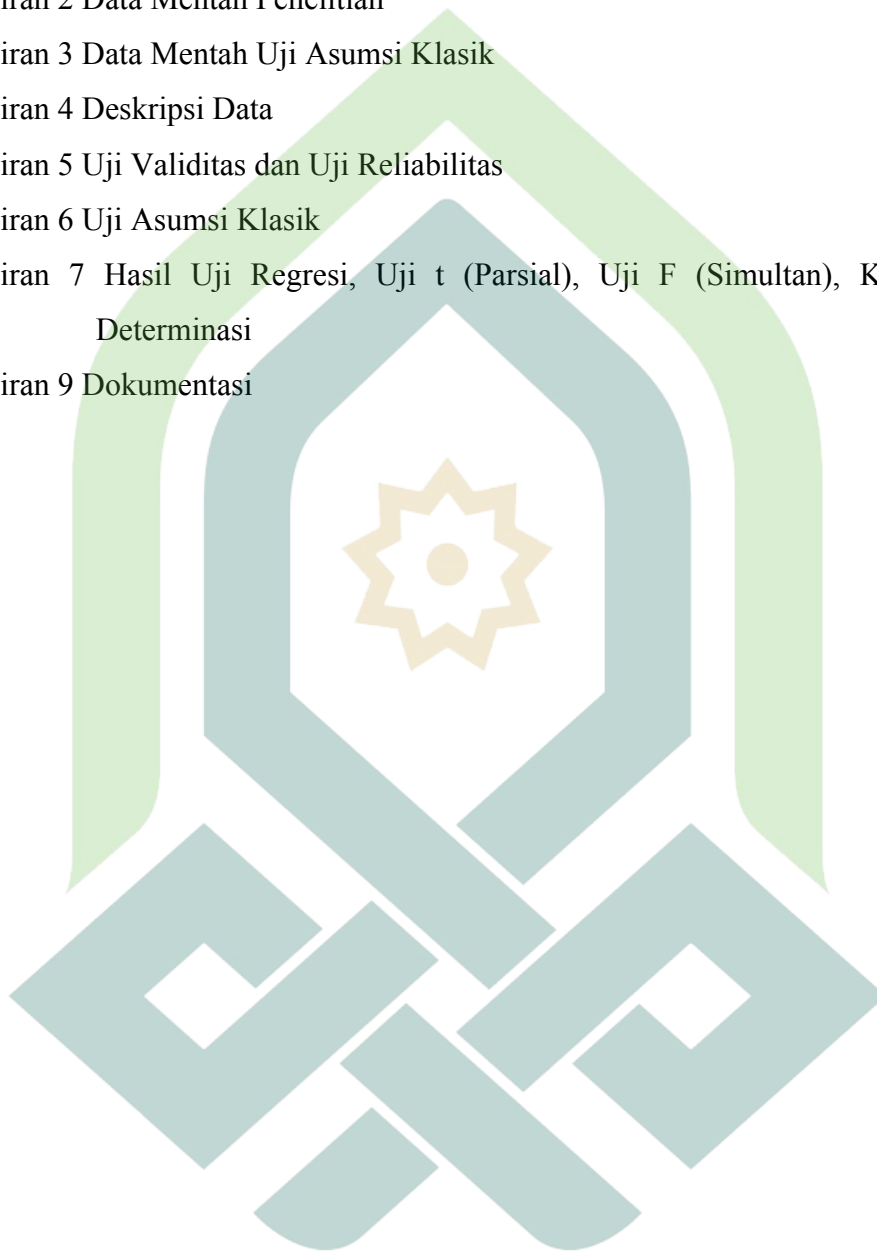 iran 2 Data Mentah Penelitian
iran 3 Data Mentah Uji Asumsi Klasik
iran 4 Deskripsi Data
iran 5 Uji Validitas dan Uji Reliabilitas
iran 6 Uji Asumsi Klasik
iran 7 Hasil Uji Regresi, Uji t (Parsial), Uji F (Simultan), K
Determinasi
iran 9 Dokumentasi